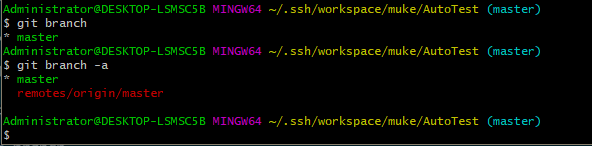 Administrator@DESKTOP-LSMSC5B MINGW64 ~/.ssh/workspace/muke/AutoTest (master)
$ git branch
* master
Administrator@DESKTOP-LSMSC5B MINGW64 ~/.ssh/workspace/muke/AutoTest (master)
$ git branch -a
* master
  remotes/origin/master
Administrator@DESKTOP-LSMSC5B MINGW64 ~/.ssh/workspace/muke/AutoTest (master)
$